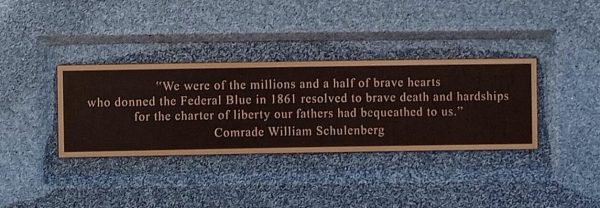 “We were of the millions and a half of brave hearts
who donned the Federal Blue in 1861 resolved to brave death and hardships
for the charter of liberty our fathers had bequeathed to us.”
Comrade William Schulenberg